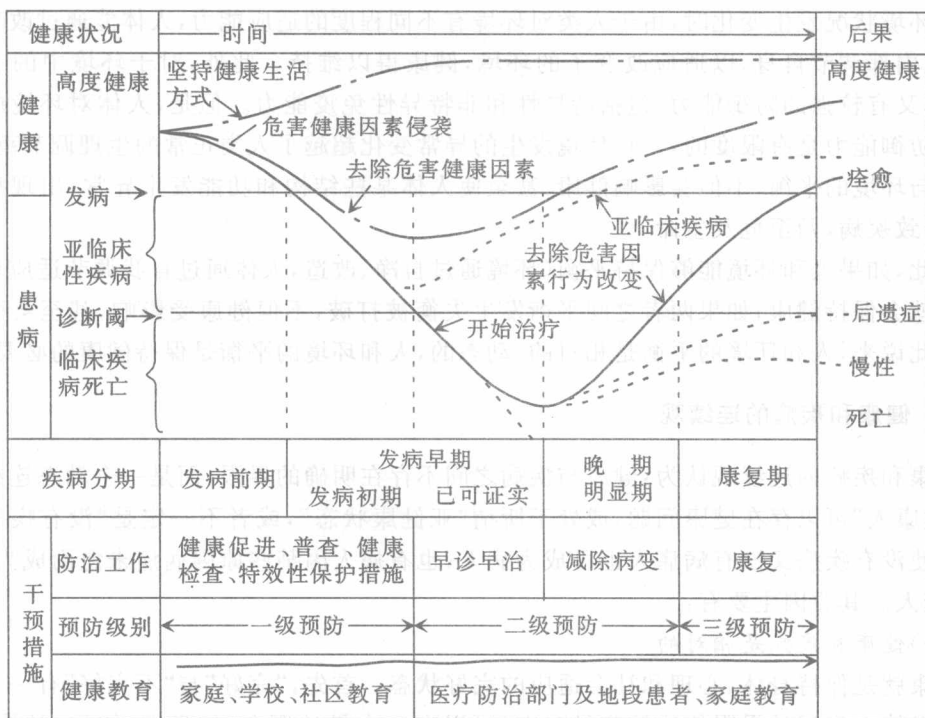 健康状况 时间 后果
健康
高度健康 坚持健康生活 高度健康
方式
危害健康因素侵袭
去除危害健康因素
发病 痊愈
患病
亚临床疾病
亚临床
性疾病
去除危害因
素行为改变
诊断阈 开始治疗 后遗症
临床疾
病死亡
慢性
死亡
疾病分期 发病前期 发病初期 发病早期 已可证实 晚期 明显期 康复期
干预措施
防治工作
健康促进、普查、健康
检查、特效性保护措施
早诊早治 减除病变 康复
预防级别 一级预防 二级预防 三级预防
健康教育 家庭、学校、社区教育 医疗防治部门及地段患者、家庭教育